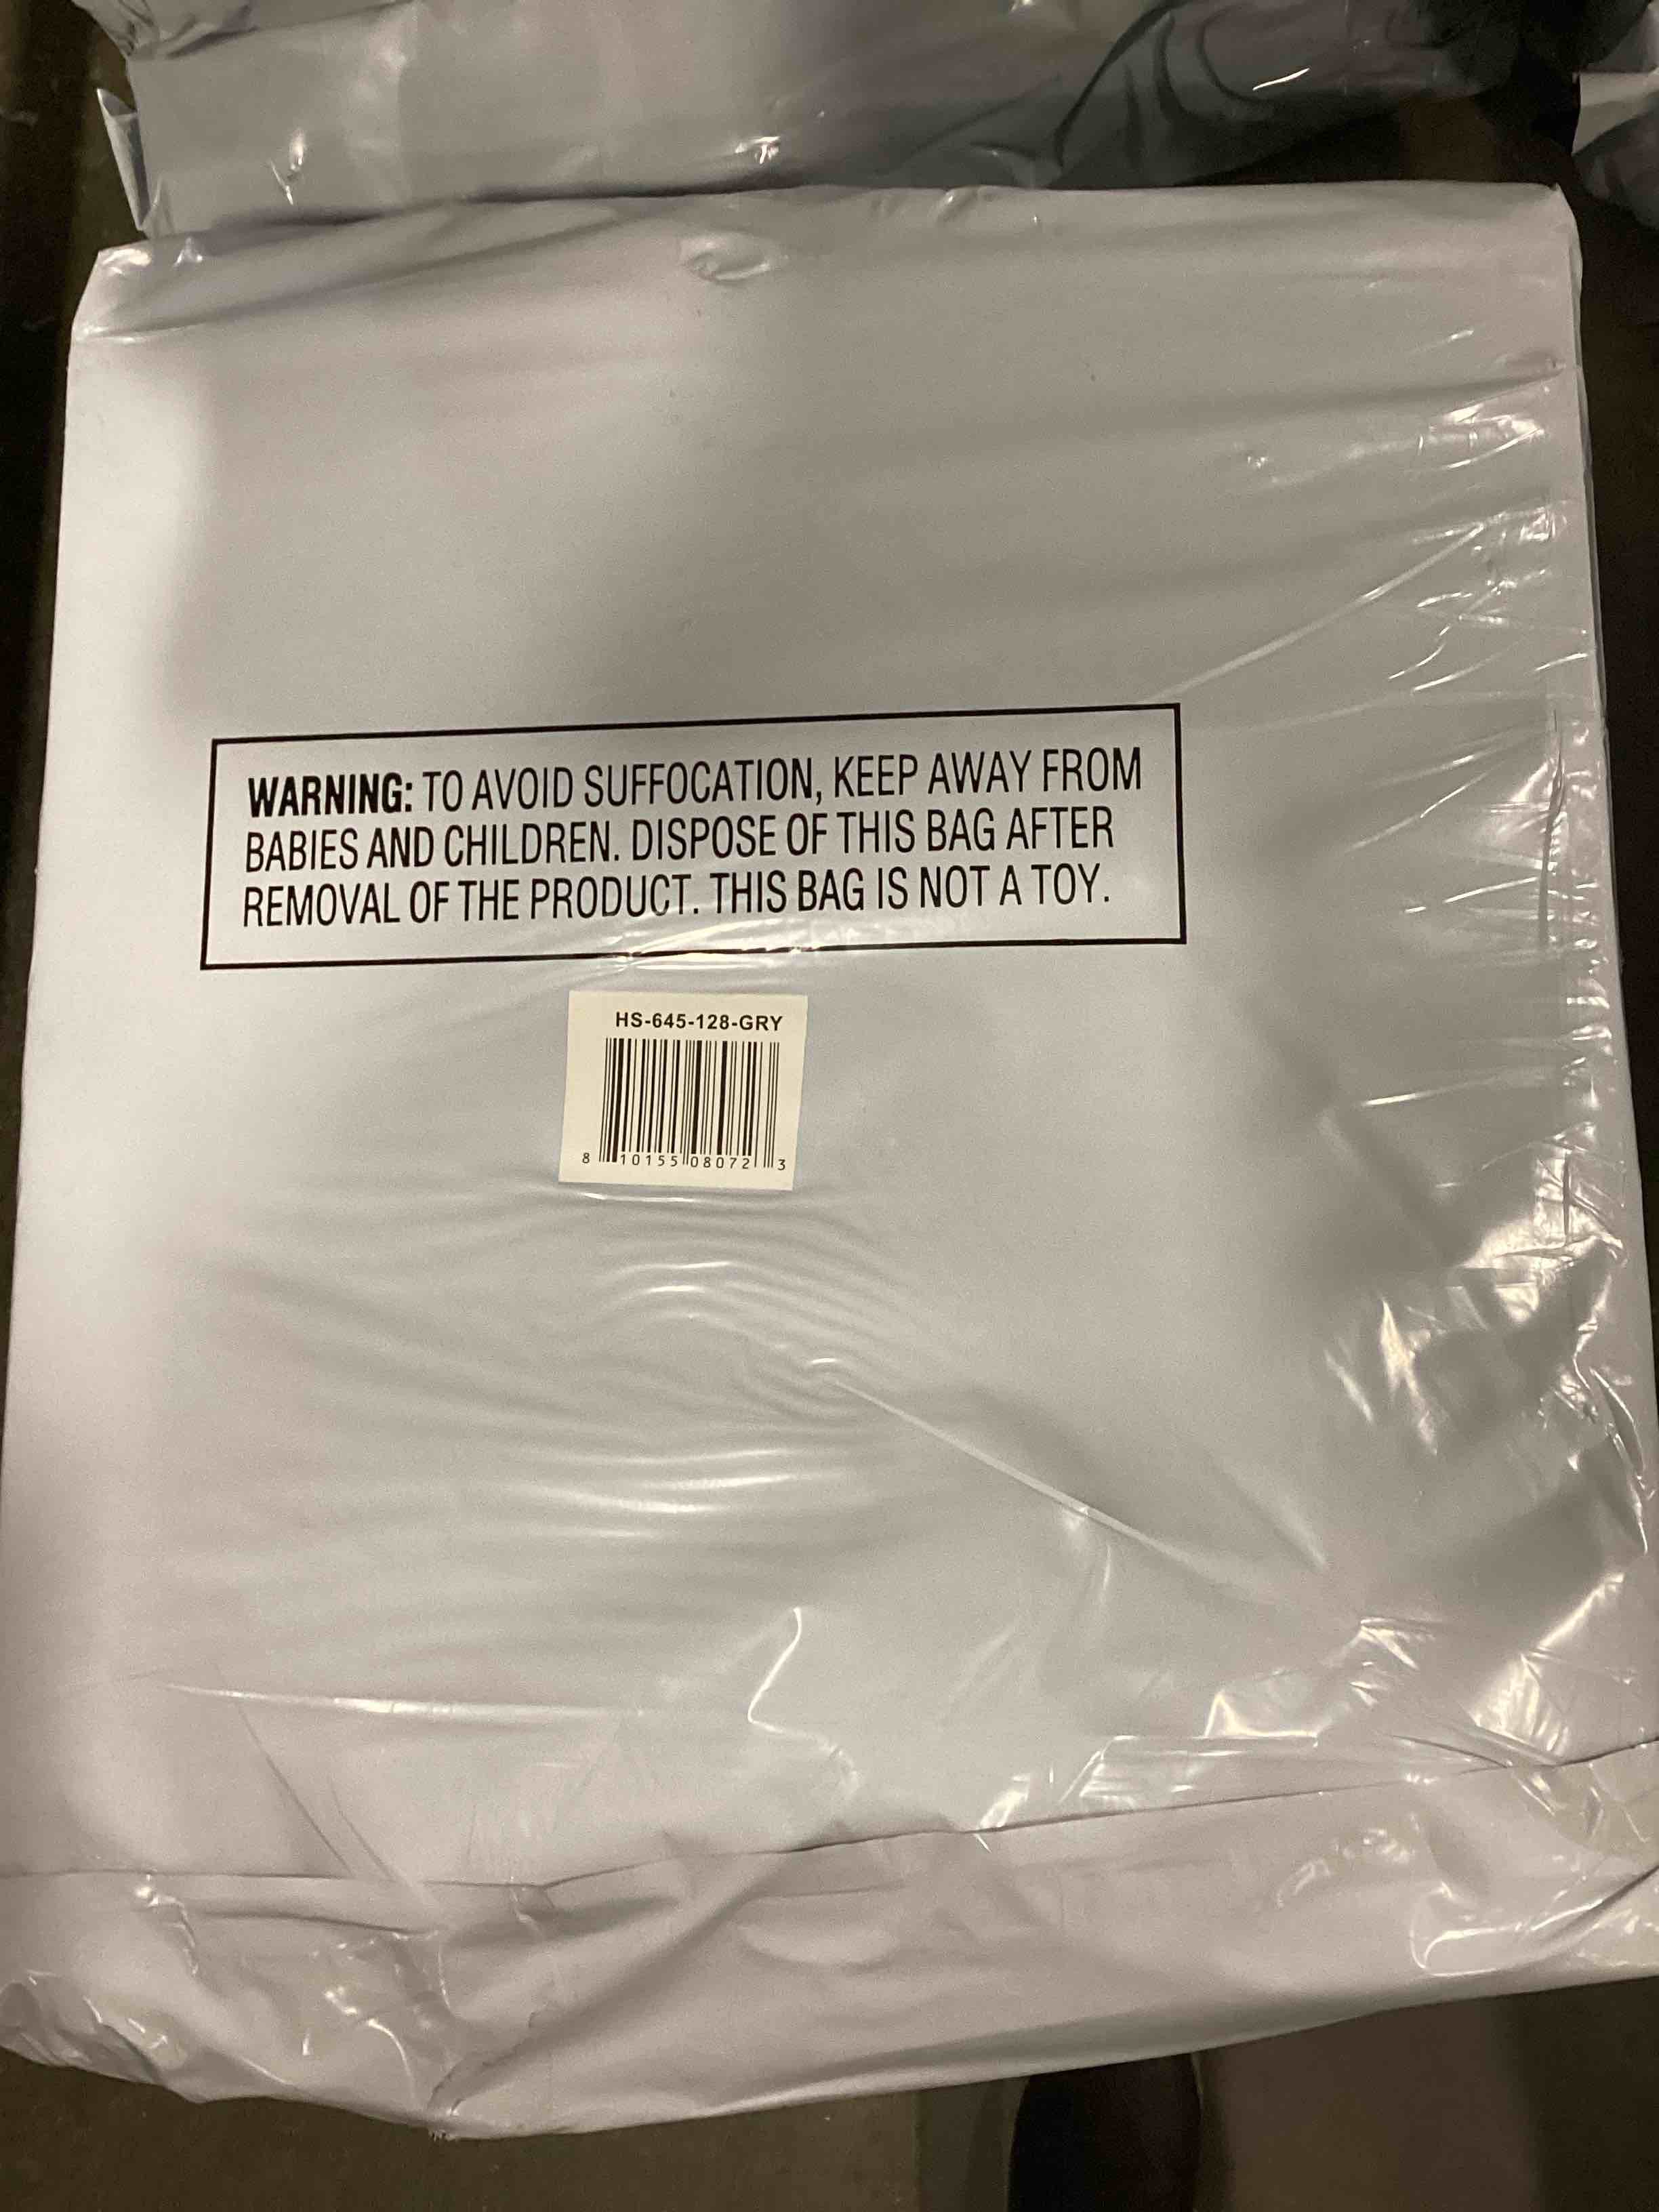 WARNING: TO AVOID SUFFOCATION, KEEP AWAY FROM
BABIES AND CHILDREN. DISPOSE OF THIS BAG AFTER
REMOVAL OF THE PRODUCT. THIS BAG IS NOT A TOY.
HS-645-128-GRY
8 10155 08072 3